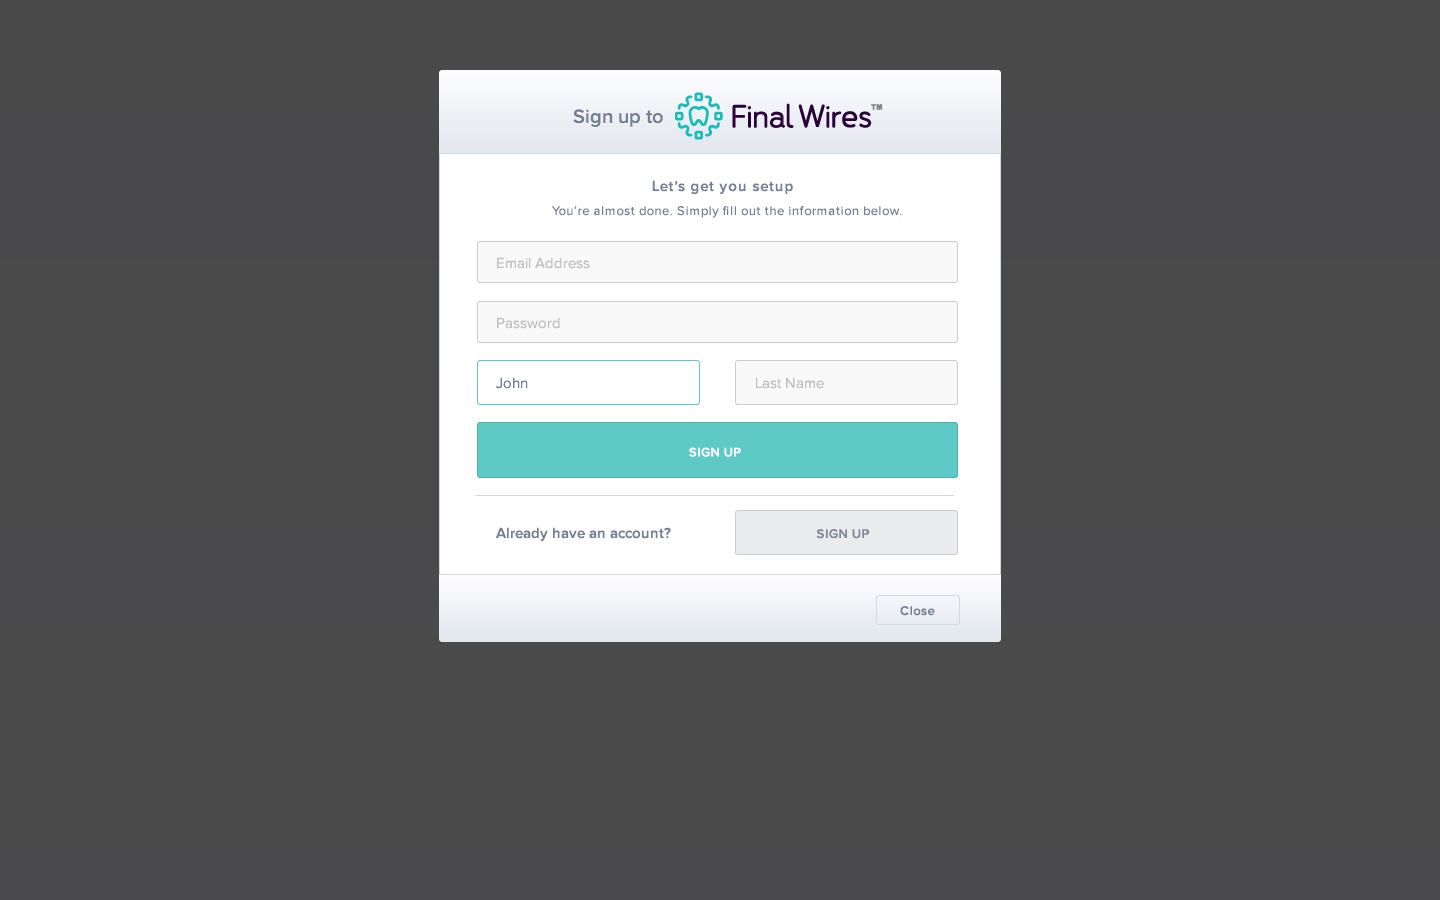 Sign up to Final Wires™
Let's get you setup
You're almost done. Simply fill out the information below.
Email Address
Password
John Last Name
SIGN UP
Already have an account? SIGN UP
Close